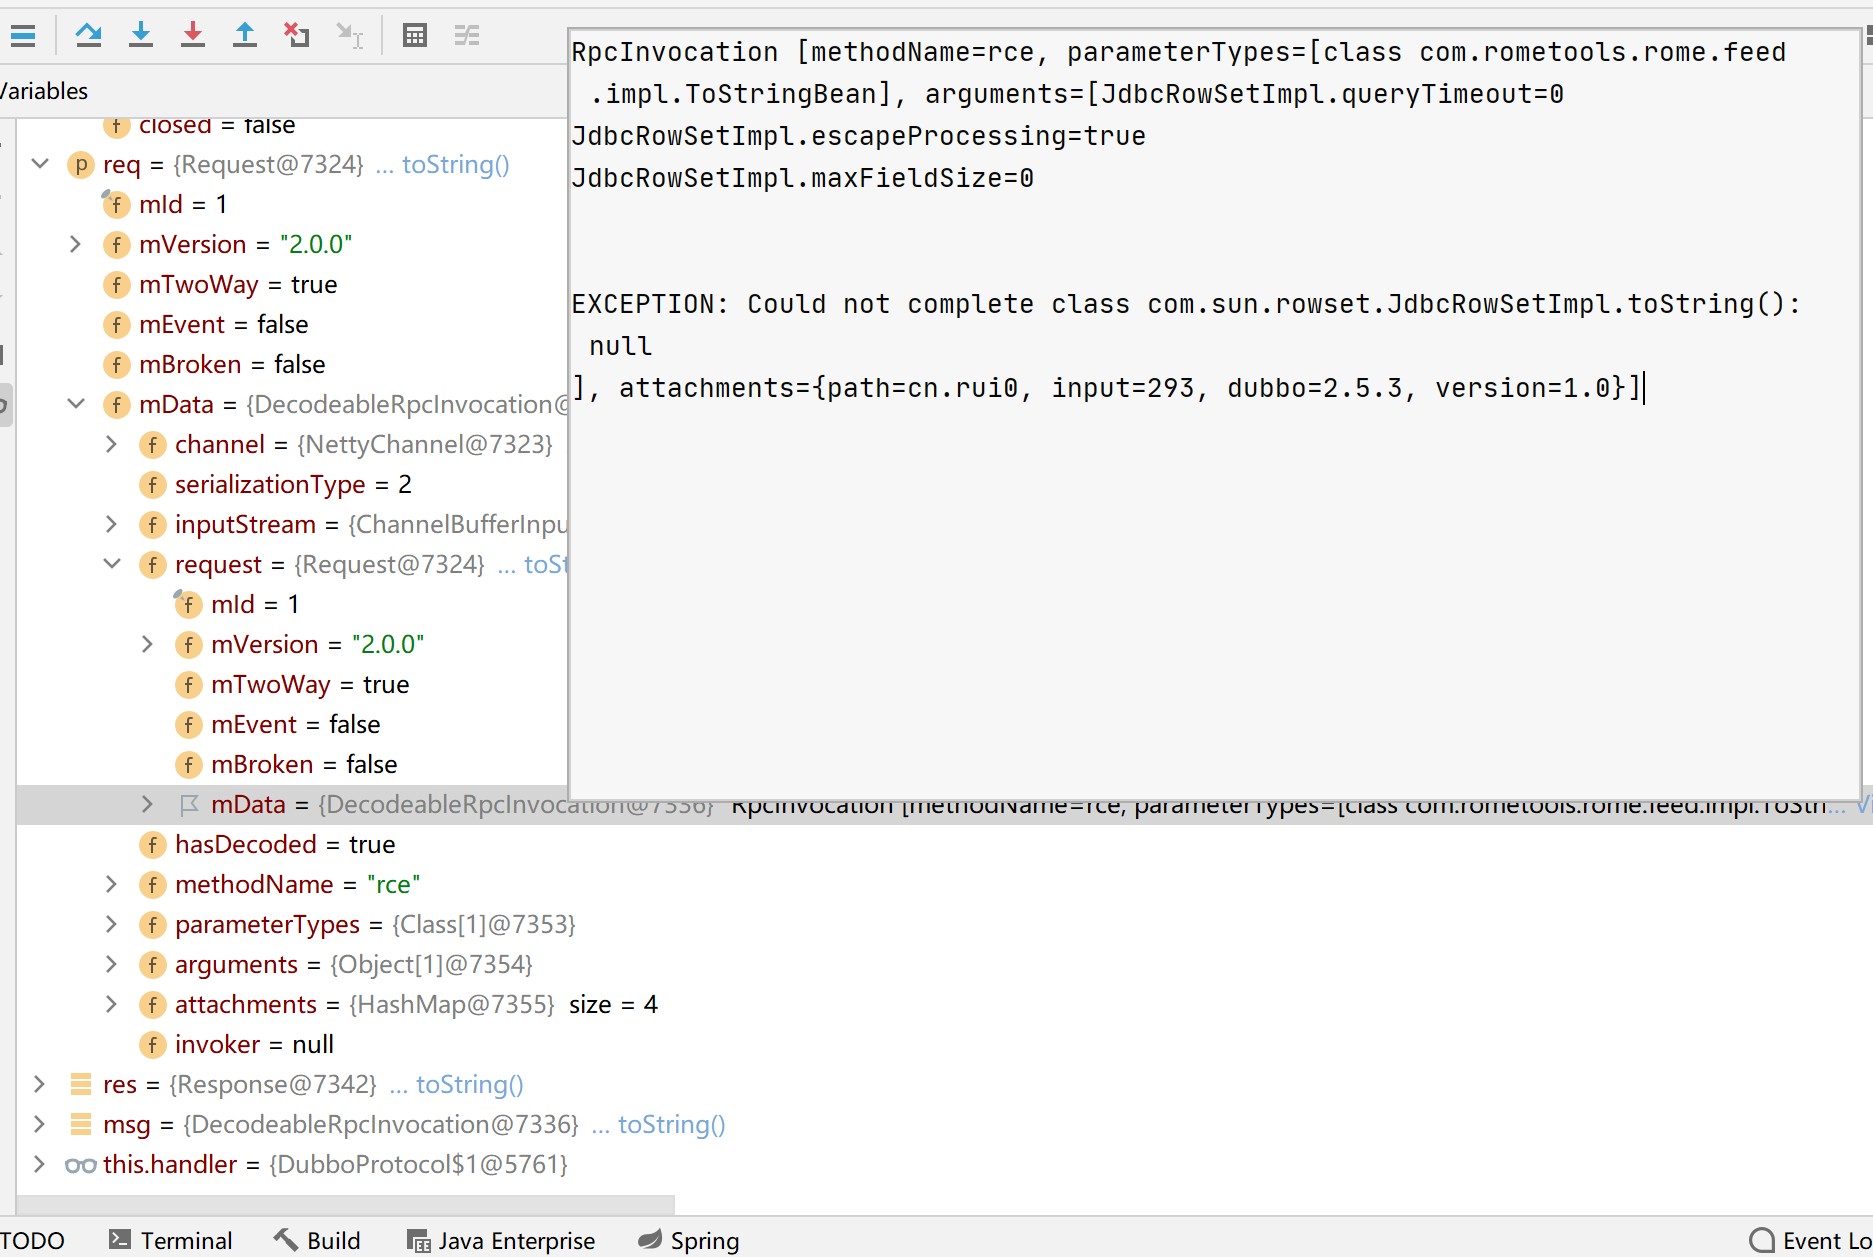 Variables
closed = false
req = {Request@7324} ... toString()
mId = 1
mVersion = "2.0.0"
mTwoWay = true
mEvent = false
mBroken = false
mData = {DecodeableRpcInvocation@
channel = {NettyChannel@7323}
serializationType = 2
inputStream = {ChannelBufferInpu
request = {Request@7324} ... toSt
mId = 1
mVersion = "2.0.0"
mTwoWay = true
mEvent = false
mBroken = false
mData = {DecodeableRpcInvocation@7336} RpcInvocation [methodName=rce, parameterTypes=[class com.rometools.rome.feed.impl.ToStr... Vi
hasDecoded = true
methodName = "rce"
parameterTypes = {Class[1]@7353}
arguments = {Object[1]@7354}
attachments = {HashMap@7355} size = 4
invoker = null
res = {Response@7342} ... toString()
msg = {DecodeableRpcInvocation@7336} ... toString()
this.handler = {DubboProtocol$1@5761}
RpcInvocation [methodName=rce, parameterTypes=[class com.rometools.rome.feed
.impl.ToStringBean], arguments=[JdbcRowSetImpl.queryTimeout=0
JdbcRowSetImpl.escapeProcessing=true
JdbcRowSetImpl.maxFieldSize=0
EXCEPTION: Could not complete class com.sun.rowset.JdbcRowSetImpl.toString():
null
], attachments={path=cn.rui0, input=293, dubbo=2.5.3, version=1.0}]
TODO Terminal Build Java Enterprise Spring Event Lo